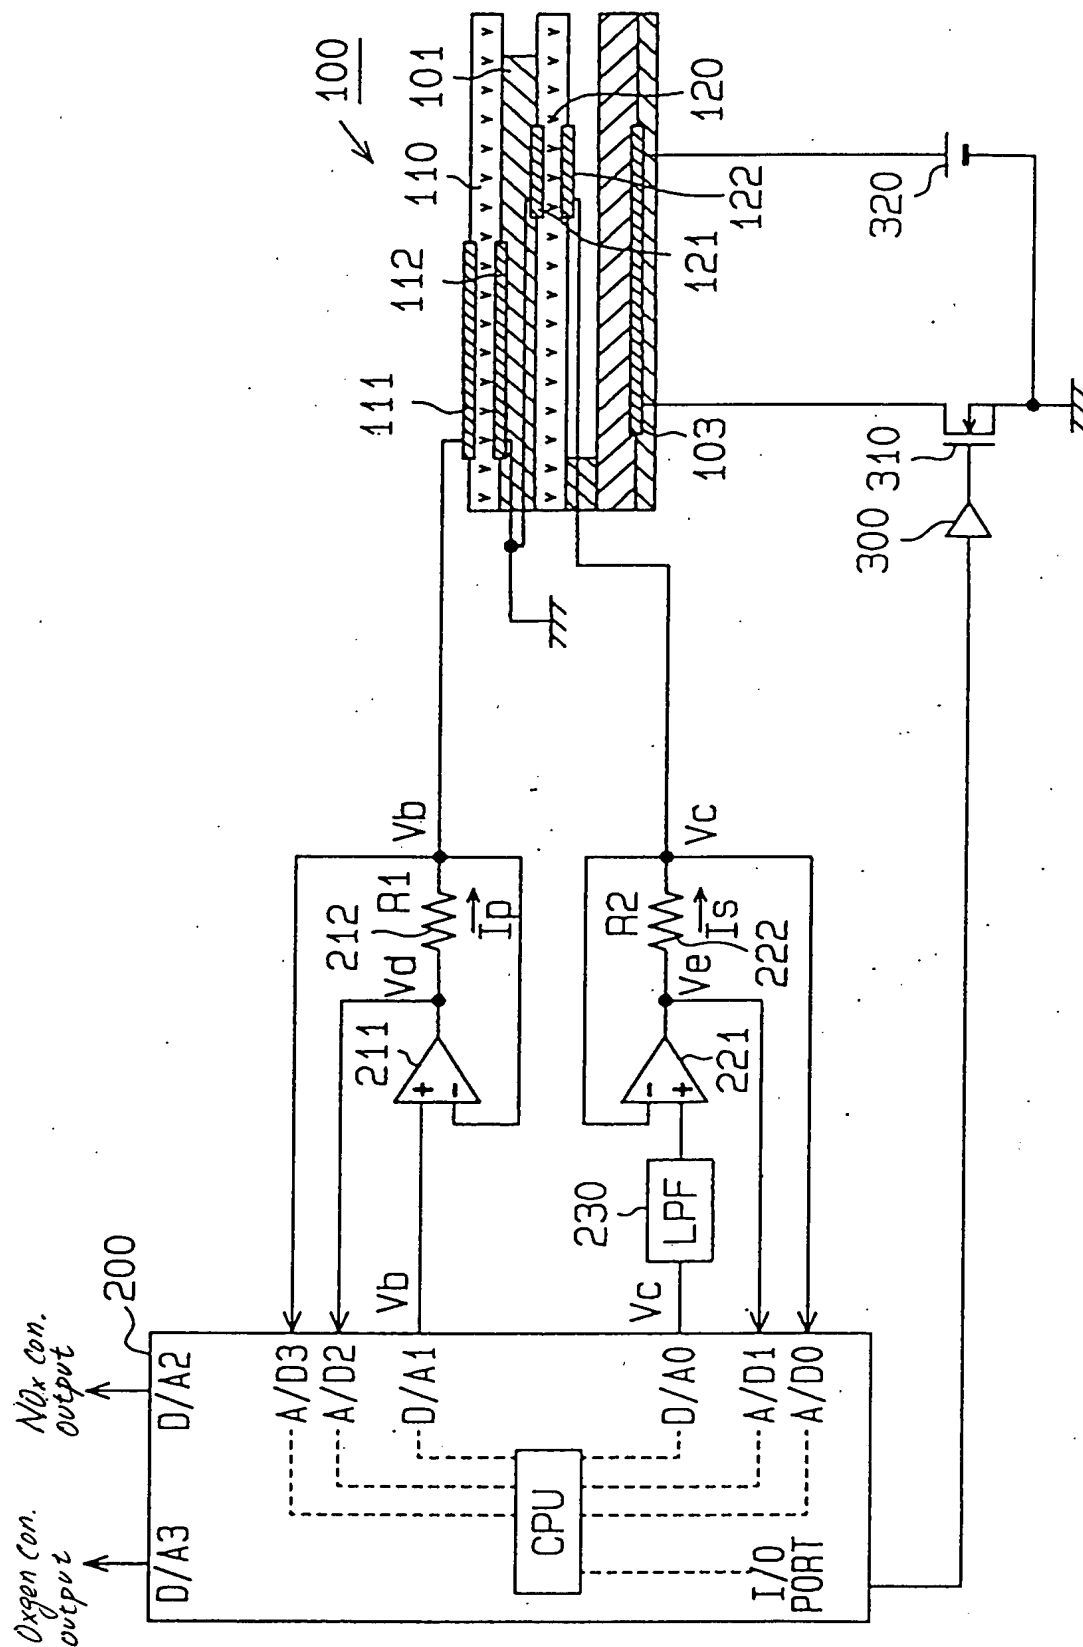 Oxgen Con.
output
NOx Con.
output
200
D/A3
D/A2
A/D3
A/D2
D/A1
D/A0
A/D1
A/D0
CPU
I/O
PORT
Vb
Vc
230
LPF
211
+
-
221
-
+
Vd
212
R1
Ip
Vb
Ve
222
R2
Is
Vc
100
101
110
112
111
120
122
121
103
300
310
320